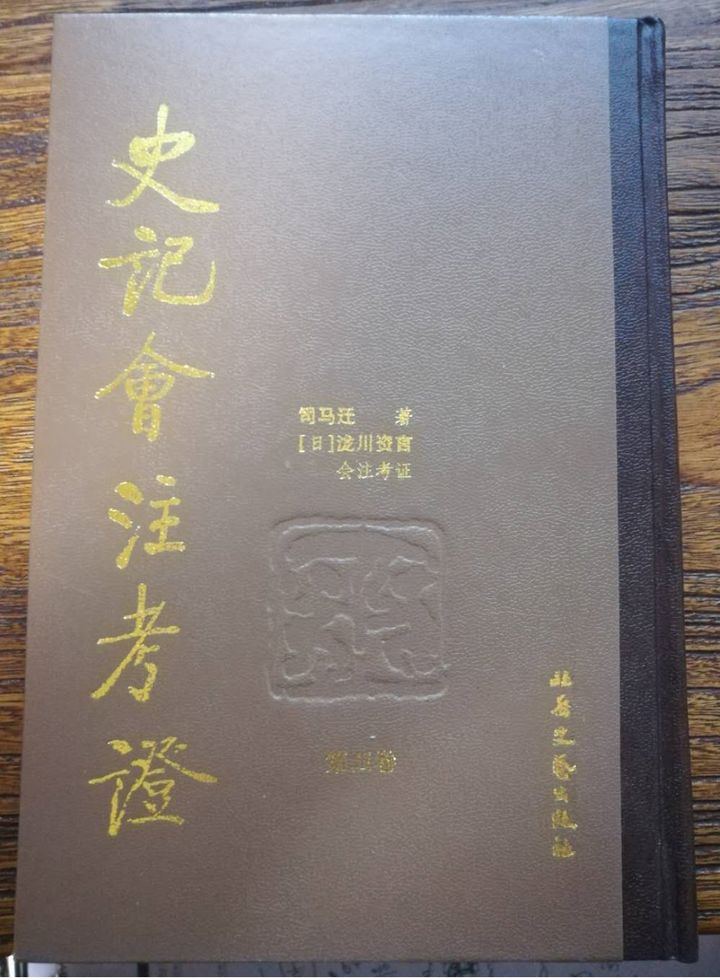 史記會注考證
司马迁 著
[日]泷川资言
会注考证
北岳文藝出版社